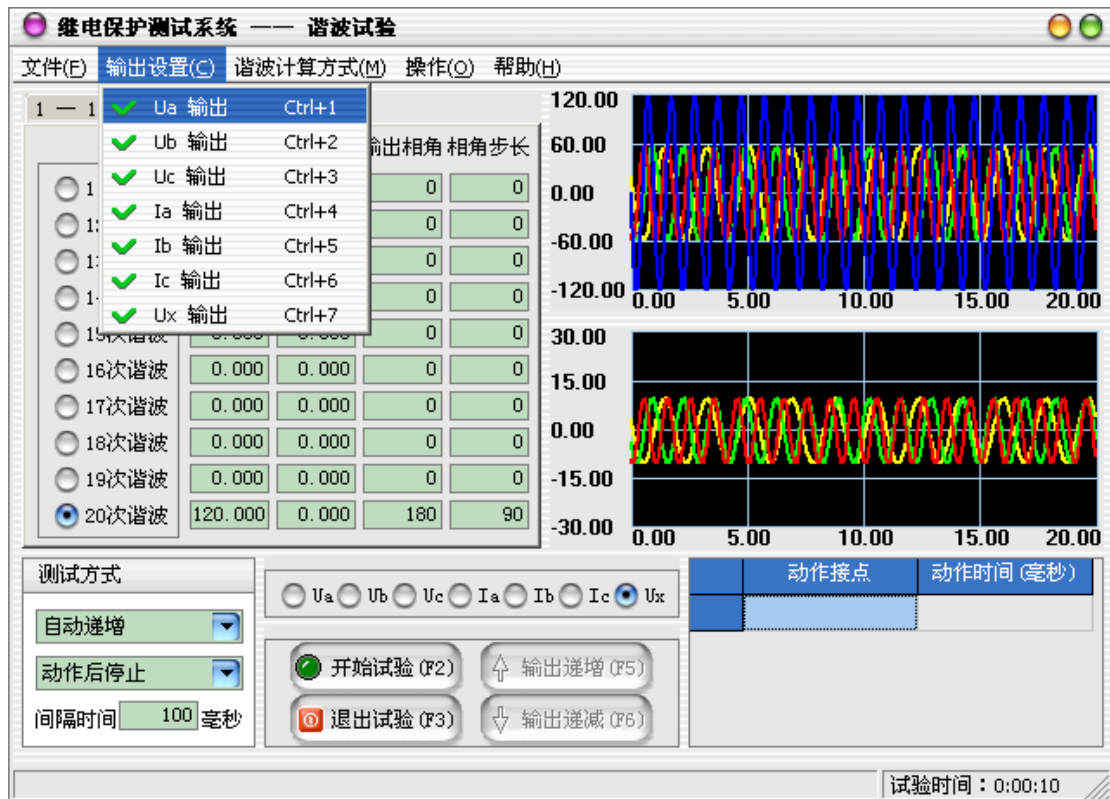 继电保护测试系统 —— 谐波试验
文件(F) 输出设置(C) 谐波计算方式(M) 操作(O) 帮助(H)
1 — 1
Ua 输出 Ctrl+1
Ub 输出 Ctrl+2
Uc 输出 Ctrl+3
Ia 输出 Ctrl+4
Ib 输出 Ctrl+5
Ic 输出 Ctrl+6
Ux 输出 Ctrl+7
输出相角 相角步长
0 0
0 0
0 0
0 0
15次谐波 0.000 0.000 0 0
16次谐波 0.000 0.000 0 0
17次谐波 0.000 0.000 0 0
18次谐波 0.000 0.000 0 0
19次谐波 0.000 0.000 0 0
20次谐波 120.000 0.000 180 90
120.00
60.00
0.00
-60.00
-120.00
0.00 5.00 10.00 15.00 20.00
30.00
15.00
0.00
-15.00
-30.00
0.00 5.00 10.00 15.00 20.00
测试方式
自动递增
动作后停止
间隔时间 100 毫秒
Ua Ub Uc Ia Ib Ic Ux
开始试验(F2) 输出递增(F5)
退出试验(F3) 输出递减(F6)
动作接点 动作时间(毫秒)
试验时间：0:00:10